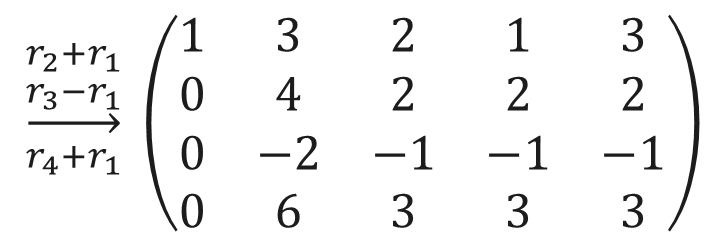 r₂+r₁
r₃−r₁
r₄+r₁
1 3 2 1 3
0 4 2 2 2
0 −2 −1 −1 −1
0 6 3 3 3